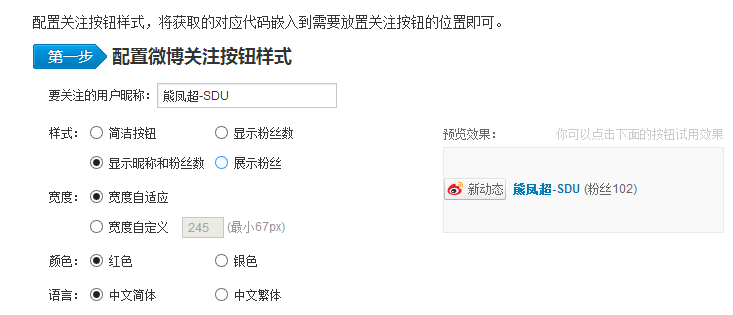 配置关注按钮样式，将获取的对应代码嵌入到需要放置关注按钮的位置即可。
第一步 配置微博关注按钮样式
要关注的用户昵称： 熊凤超-SDU
样式： 简洁按钮 显示粉丝数
预览效果： 你可以点击下面的按钮试用效果
显示昵称和粉丝数 展示粉丝
新动态 熊凤超-SDU (粉丝102)
宽度： 宽度自适应
宽度自定义 245 (最小67px)
颜色： 红色 银色
语言： 中文简体 中文繁体